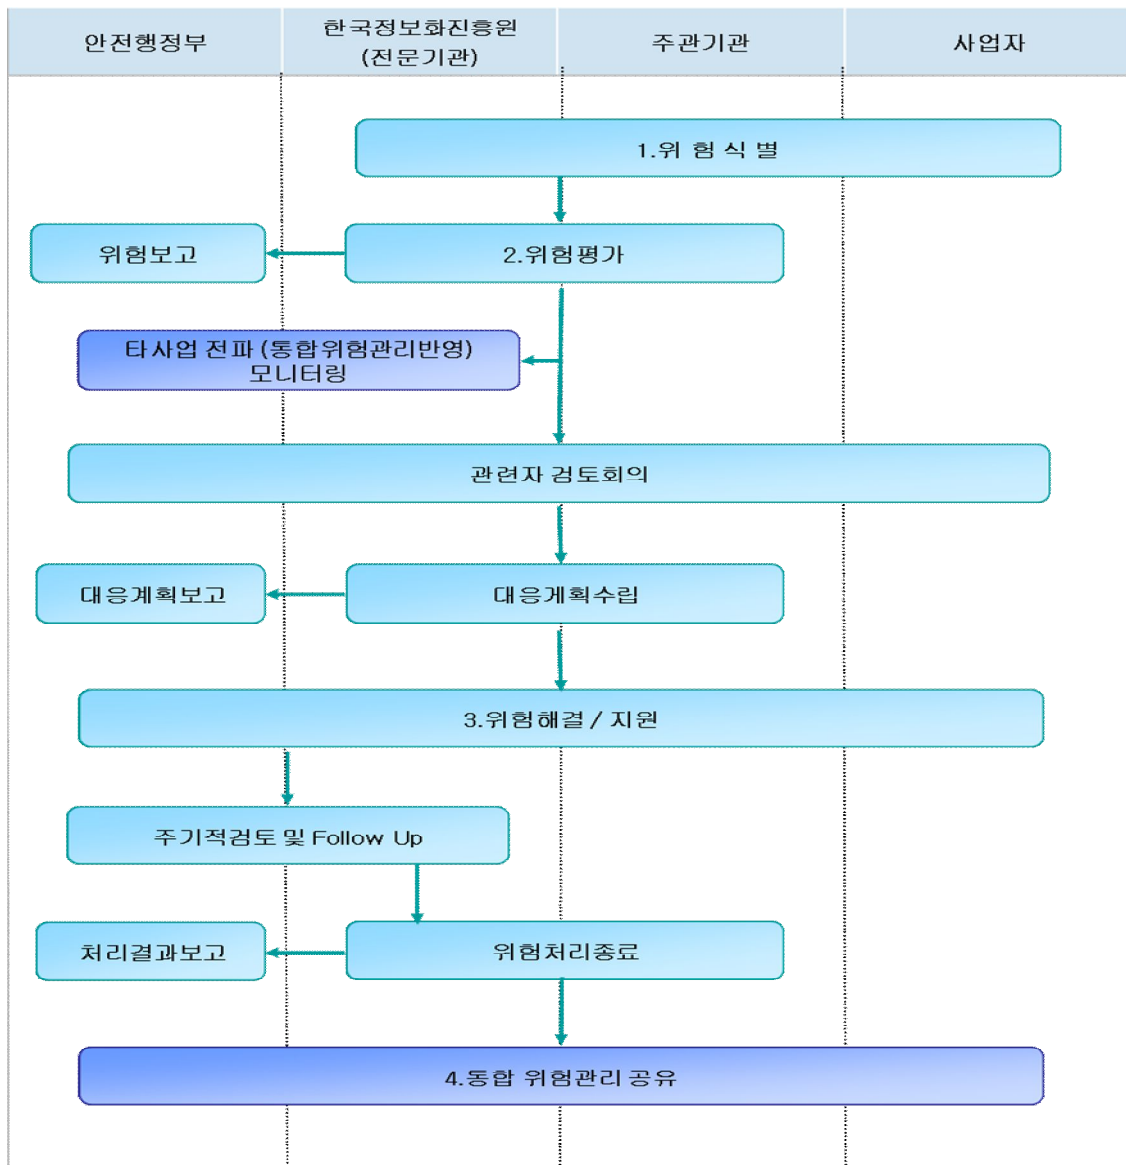 안전행정부
한국정보화진흥원
(전문기관)
주관기관
사업자
1.위 험 식 별
위험보고
2.위험평가
타사업 전파 (통합위험관리반영)
모니터링
관련자 검토회의
대응계획보고
대응계획수립
3.위험해결 / 지원
주기적검토 및 Follow Up
처리결과보고
위험처리종료
4.통합 위험관리 공유